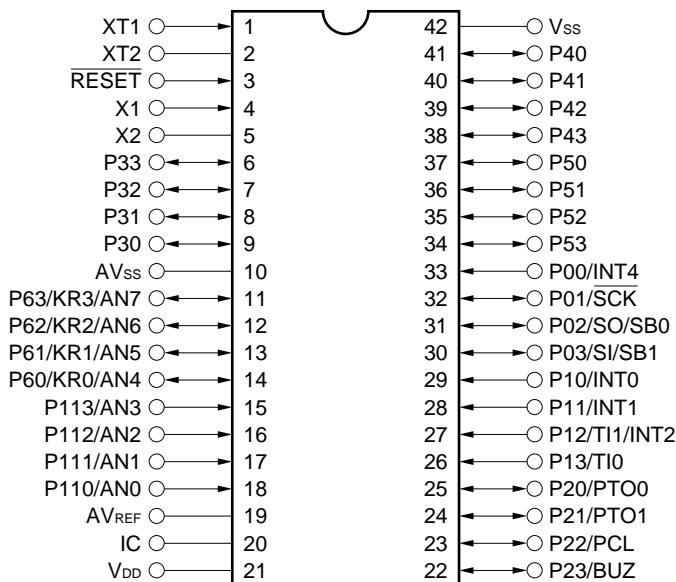 XT1 1 42 Vss
XT2 2 41 P40
RESET 3 40 P41
X1 4 39 P42
X2 5 38 P43
P33 6 37 P50
P32 7 36 P51
P31 8 35 P52
P30 9 34 P53
AVss 10 33 P00/INT4
P63/KR3/AN7 11 32 P01/SCK
P62/KR2/AN6 12 31 P02/SO/SB0
P61/KR1/AN5 13 30 P03/SI/SB1
P60/KR0/AN4 14 29 P10/INT0
P113/AN3 15 28 P11/INT1
P112/AN2 16 27 P12/TI1/INT2
P111/AN1 17 26 P13/TI0
P110/AN0 18 25 P20/PTO0
AVREF 19 24 P21/PTO1
IC 20 23 P22/PCL
VDD 21 22 P23/BUZ